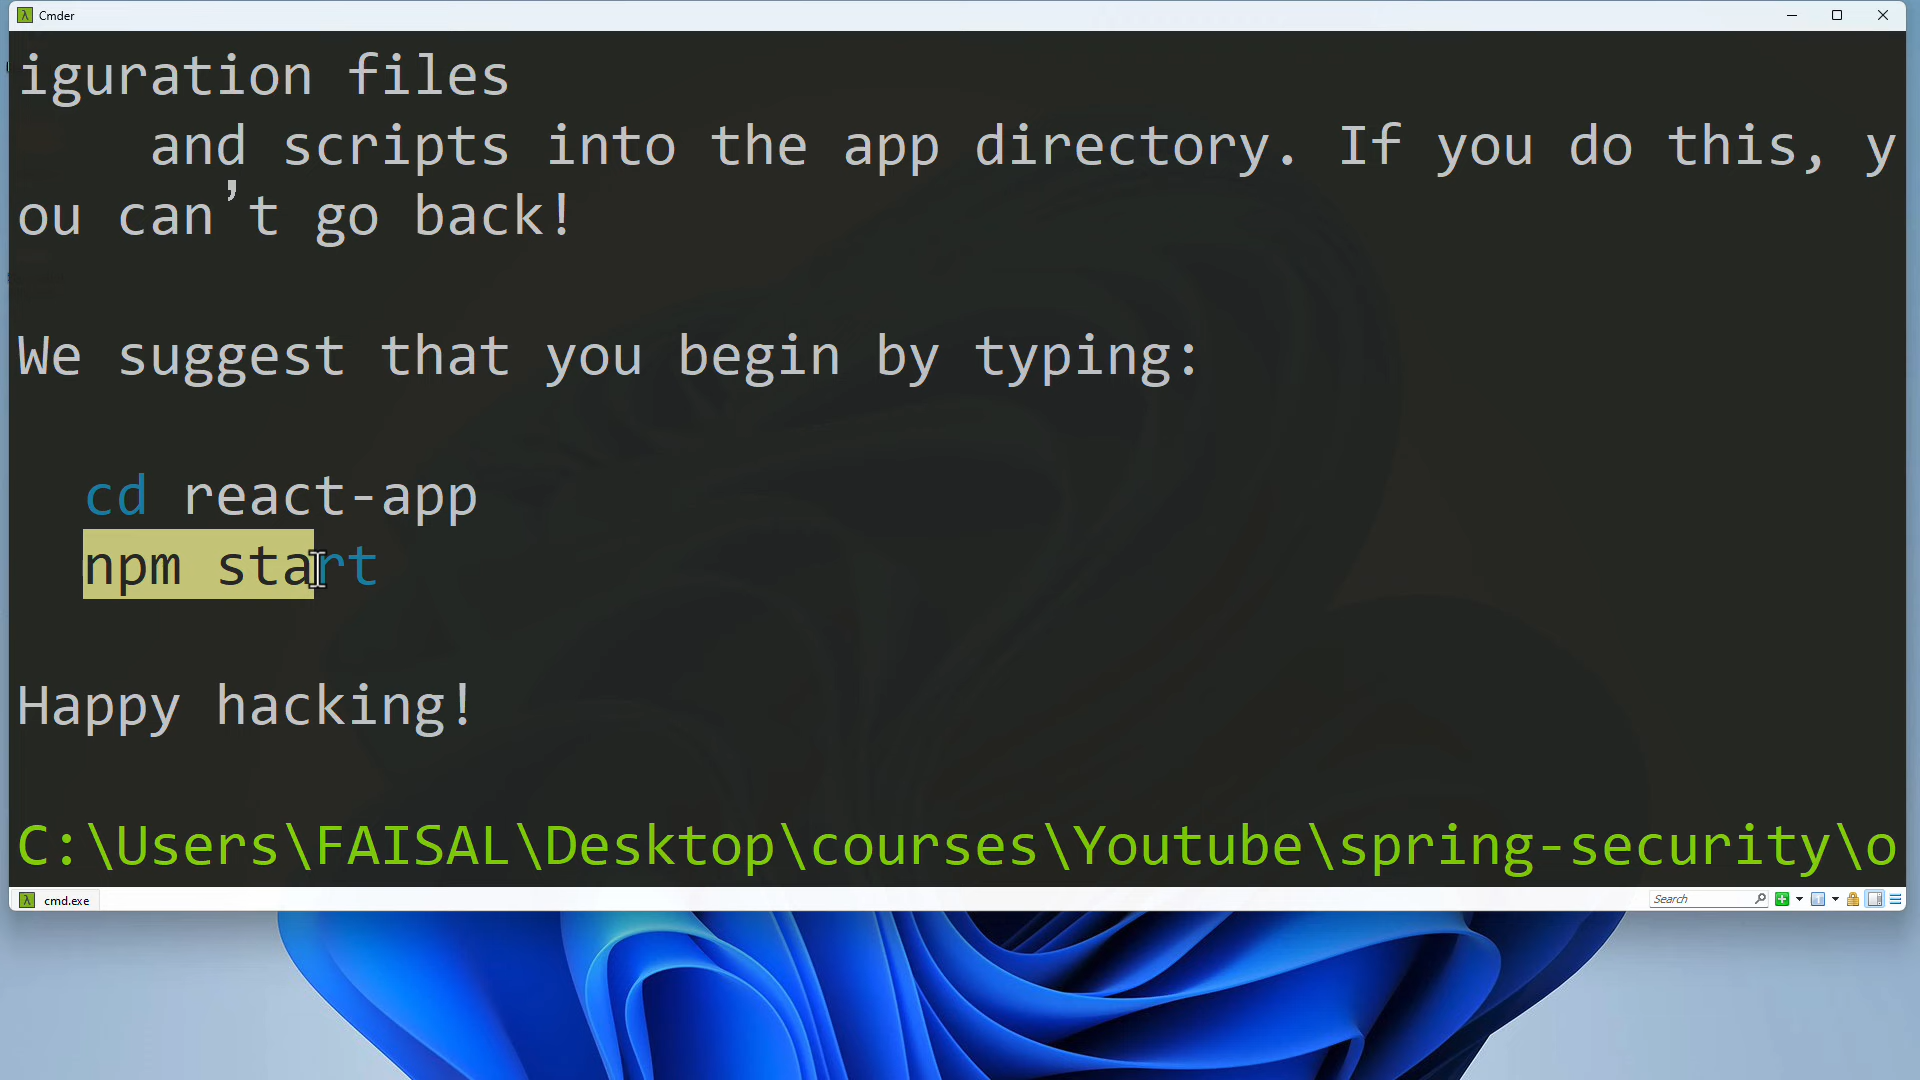 Cmder
iguration files
and scripts into the app directory. If you do this, y
ou can't go back!
We suggest that you begin by typing:
cd react-app
npm start
Happy hacking!
C:\Users\FAISAL\Desktop\courses\Youtube\spring-security\o
cmd.exe
Search